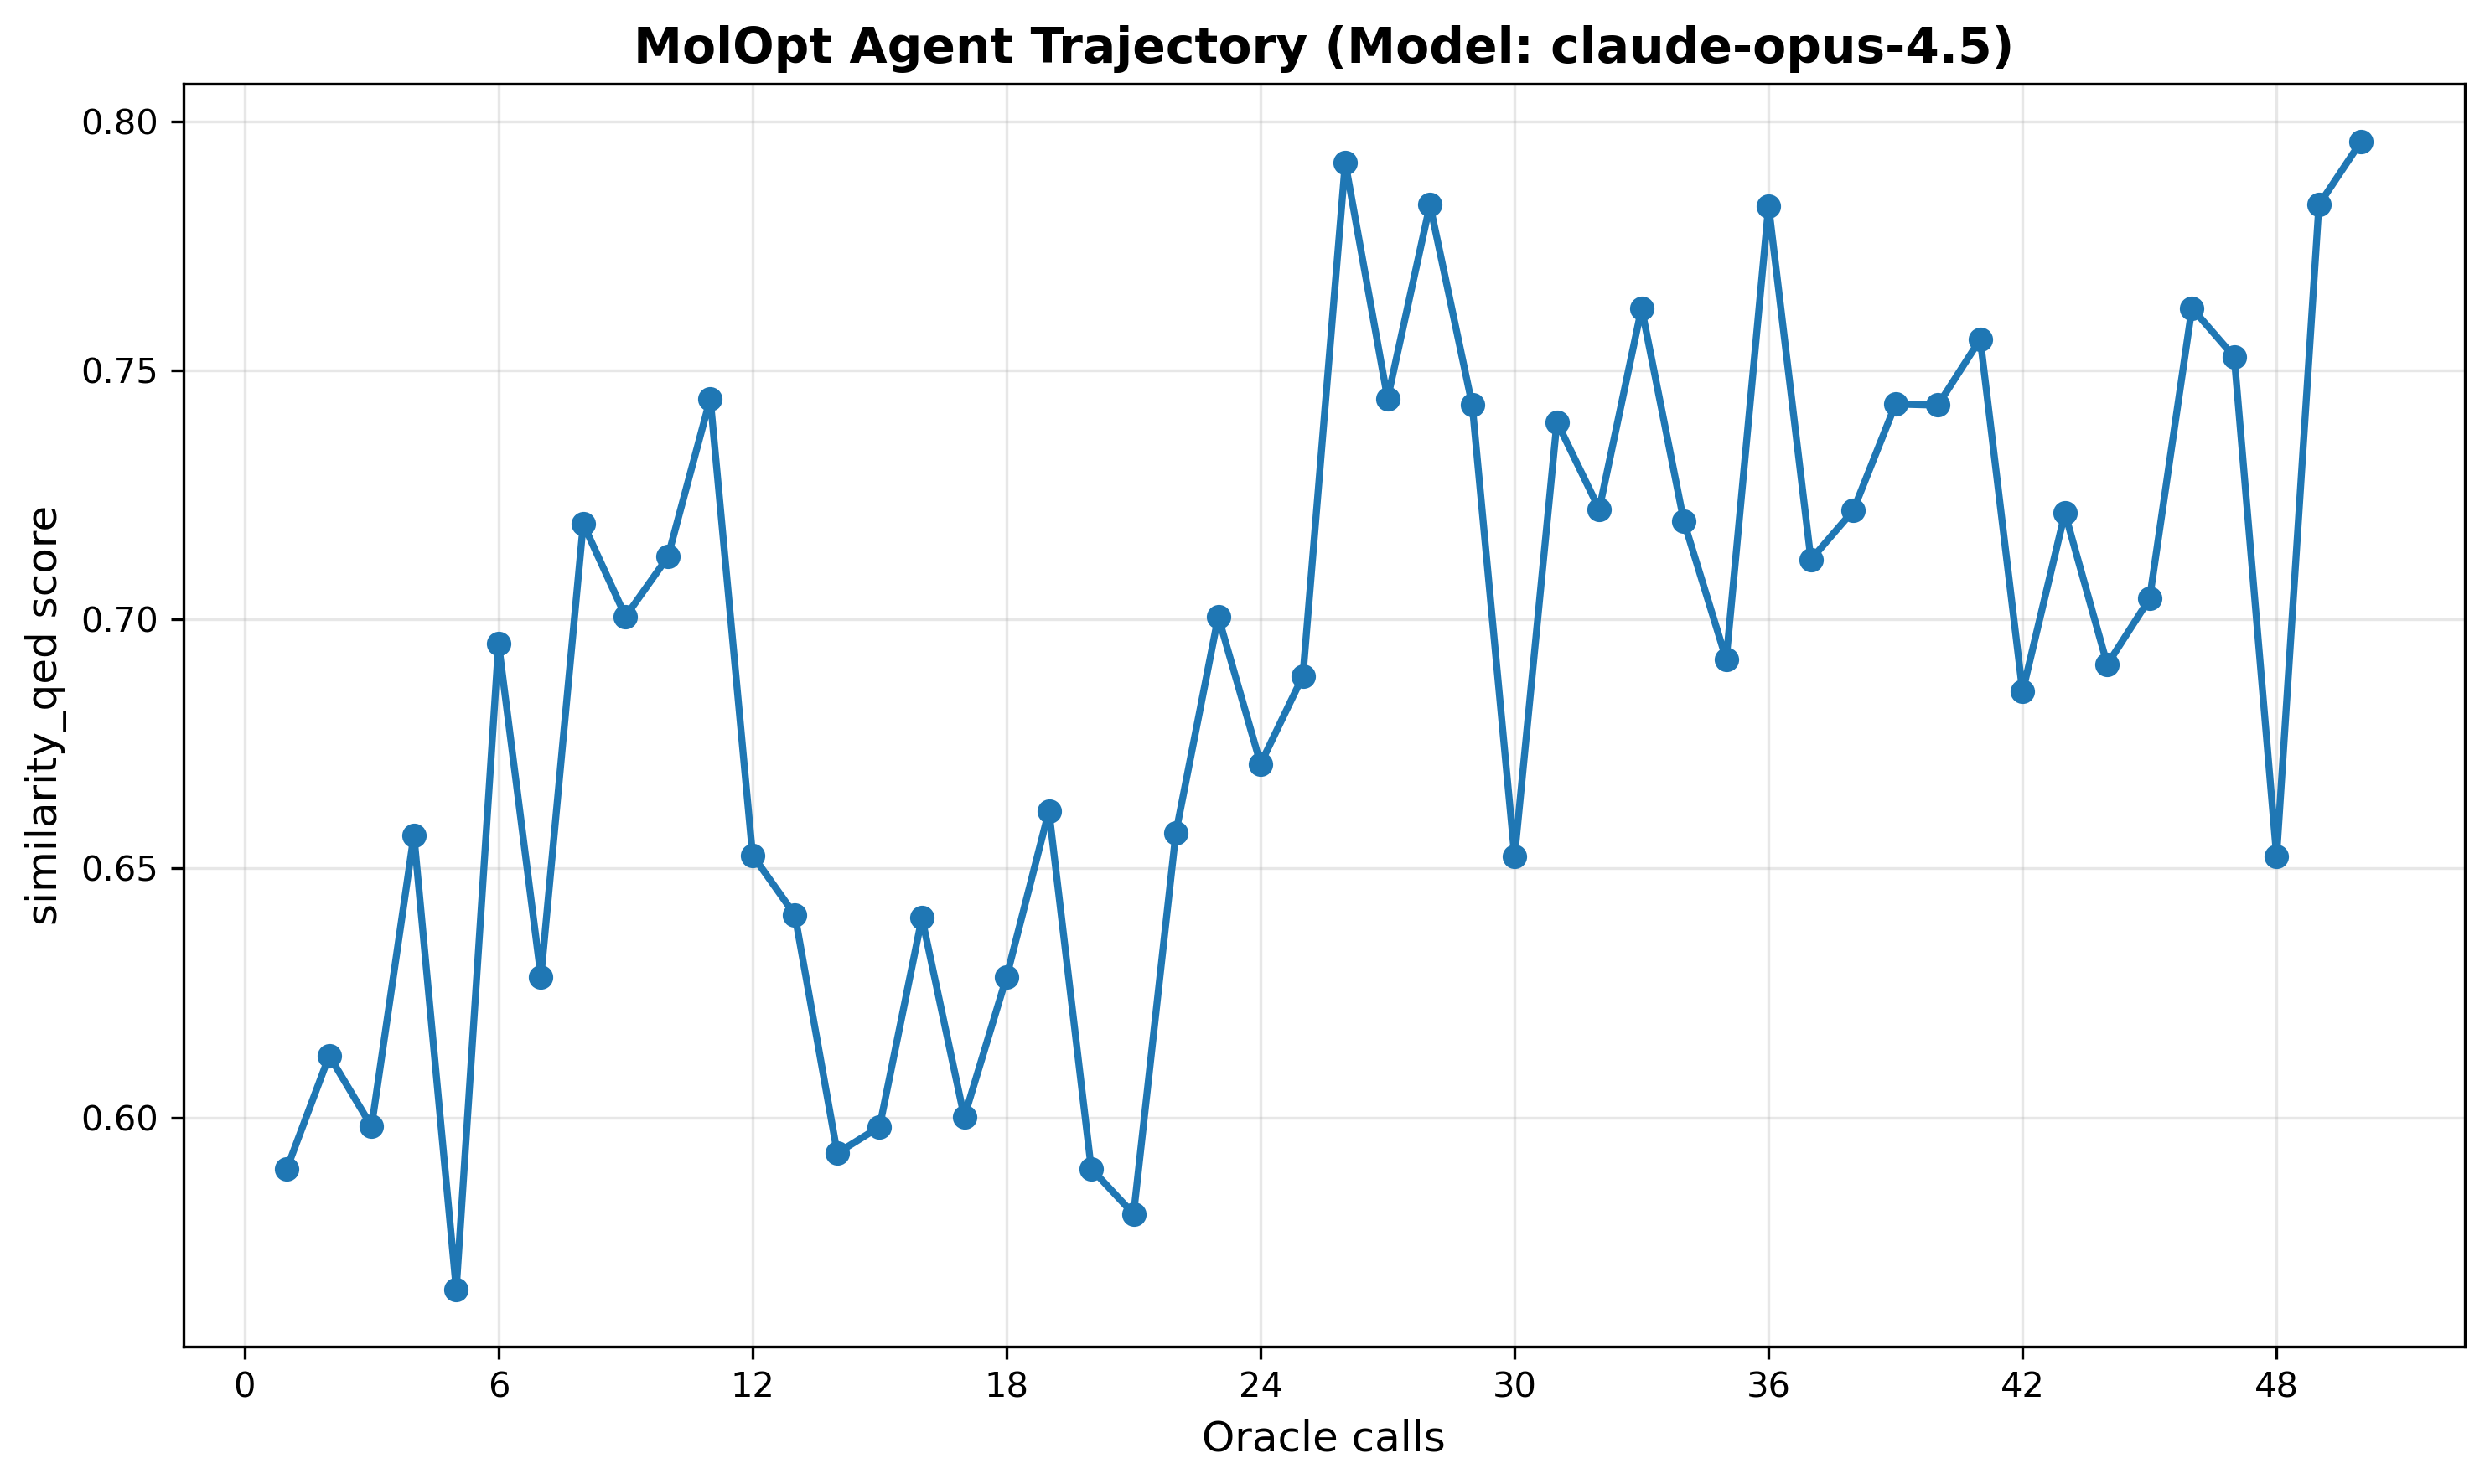 MolOpt Agent Trajectory (Model: claude-opus-4.5)
similarity_qed score
0.80
0.75
0.70
0.65
0.60
0 6 12 18 24 30 36 42 48
Oracle calls